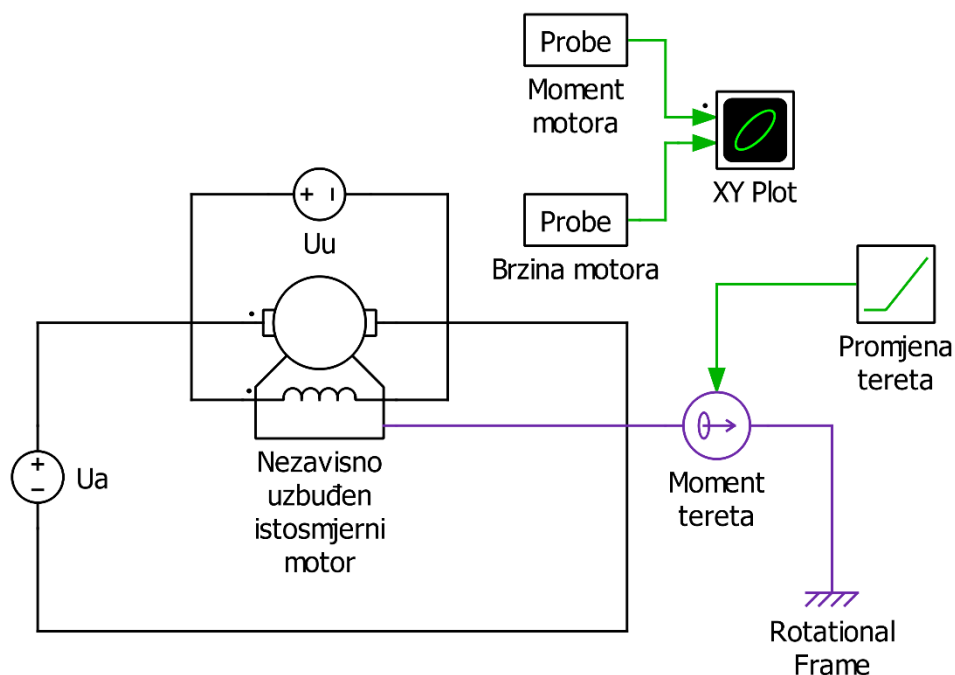 Probe
Moment
motora
XY Plot
Probe
Brzina motora
Uu
Promjena
tereta
Ua
Nezavisno
uzbuđen
istosmjerni
motor
Moment
tereta
Rotational
Frame